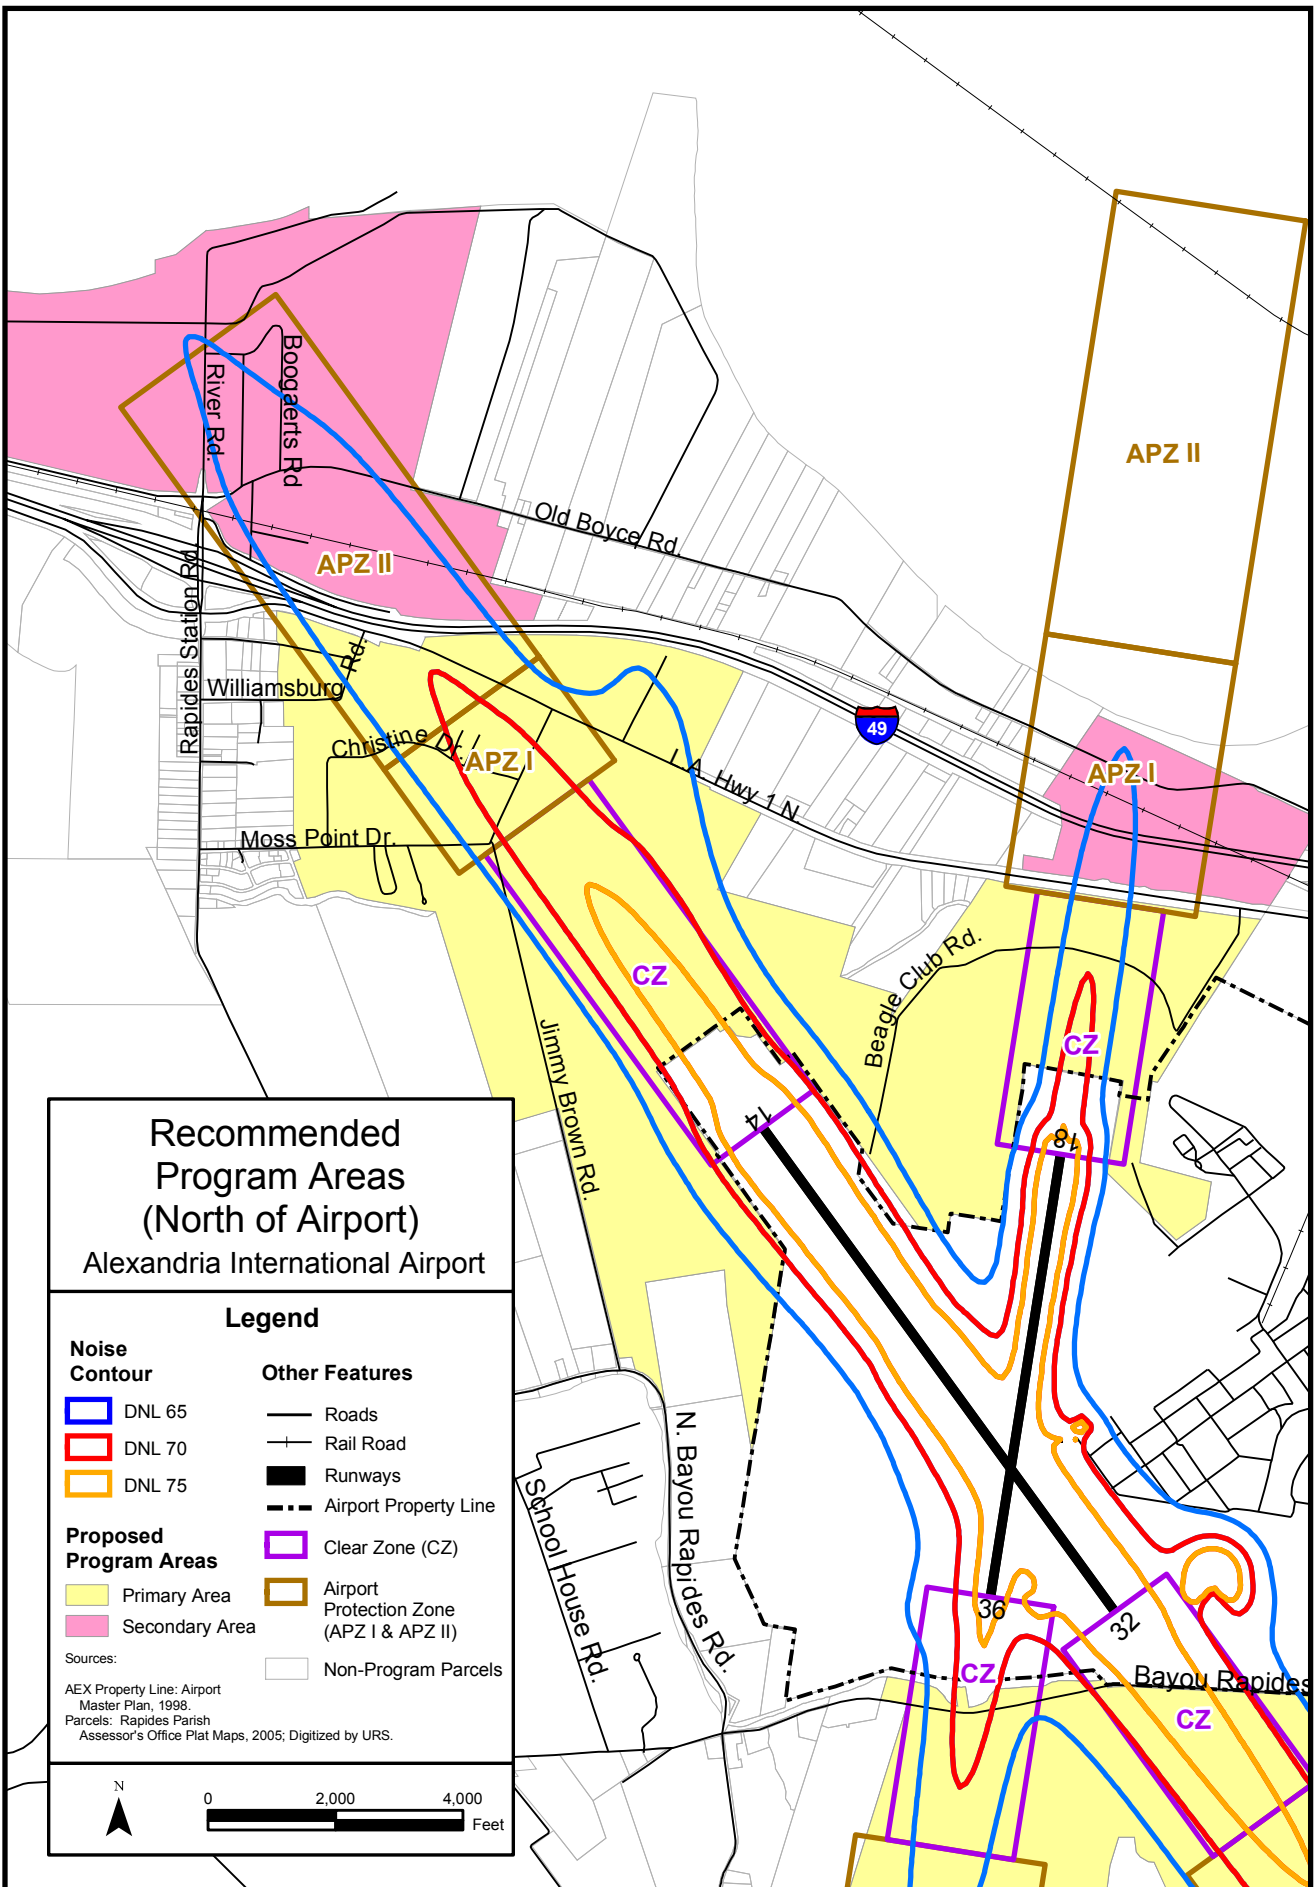 River Rd.
Boogaerts Rd
APZ II
Old Boyce Rd.
APZ II
Rapides Station Rd.
Williamsburg
Rd.
Christine Dr.
APZ I
L.A. Hwy 1 N.
49
APZ I
Moss Point Dr.
CZ
Beagle Club Rd.
CZ
Jimmy Brown Rd.
14
18
Recommended
Program Areas
(North of Airport)
Alexandria International Airport
Legend
Noise
Contour
DNL 65
DNL 70
DNL 75
Proposed
Program Areas
Primary Area
Secondary Area
Other Features
Roads
Rail Road
Runways
Airport Property Line
Clear Zone (CZ)
Airport
Protection Zone
(APZ I & APZ II)
Non-Program Parcels
Sources:
AEX Property Line: Airport
Master Plan, 1998.
Parcels: Rapides Parish
Assessor's Office Plat Maps, 2005; Digitized by URS.
N
0
2,000
4,000
Feet
School House Rd.
N. Bayou Rapides Rd.
36
32
CZ
Bayou Rapides
CZ